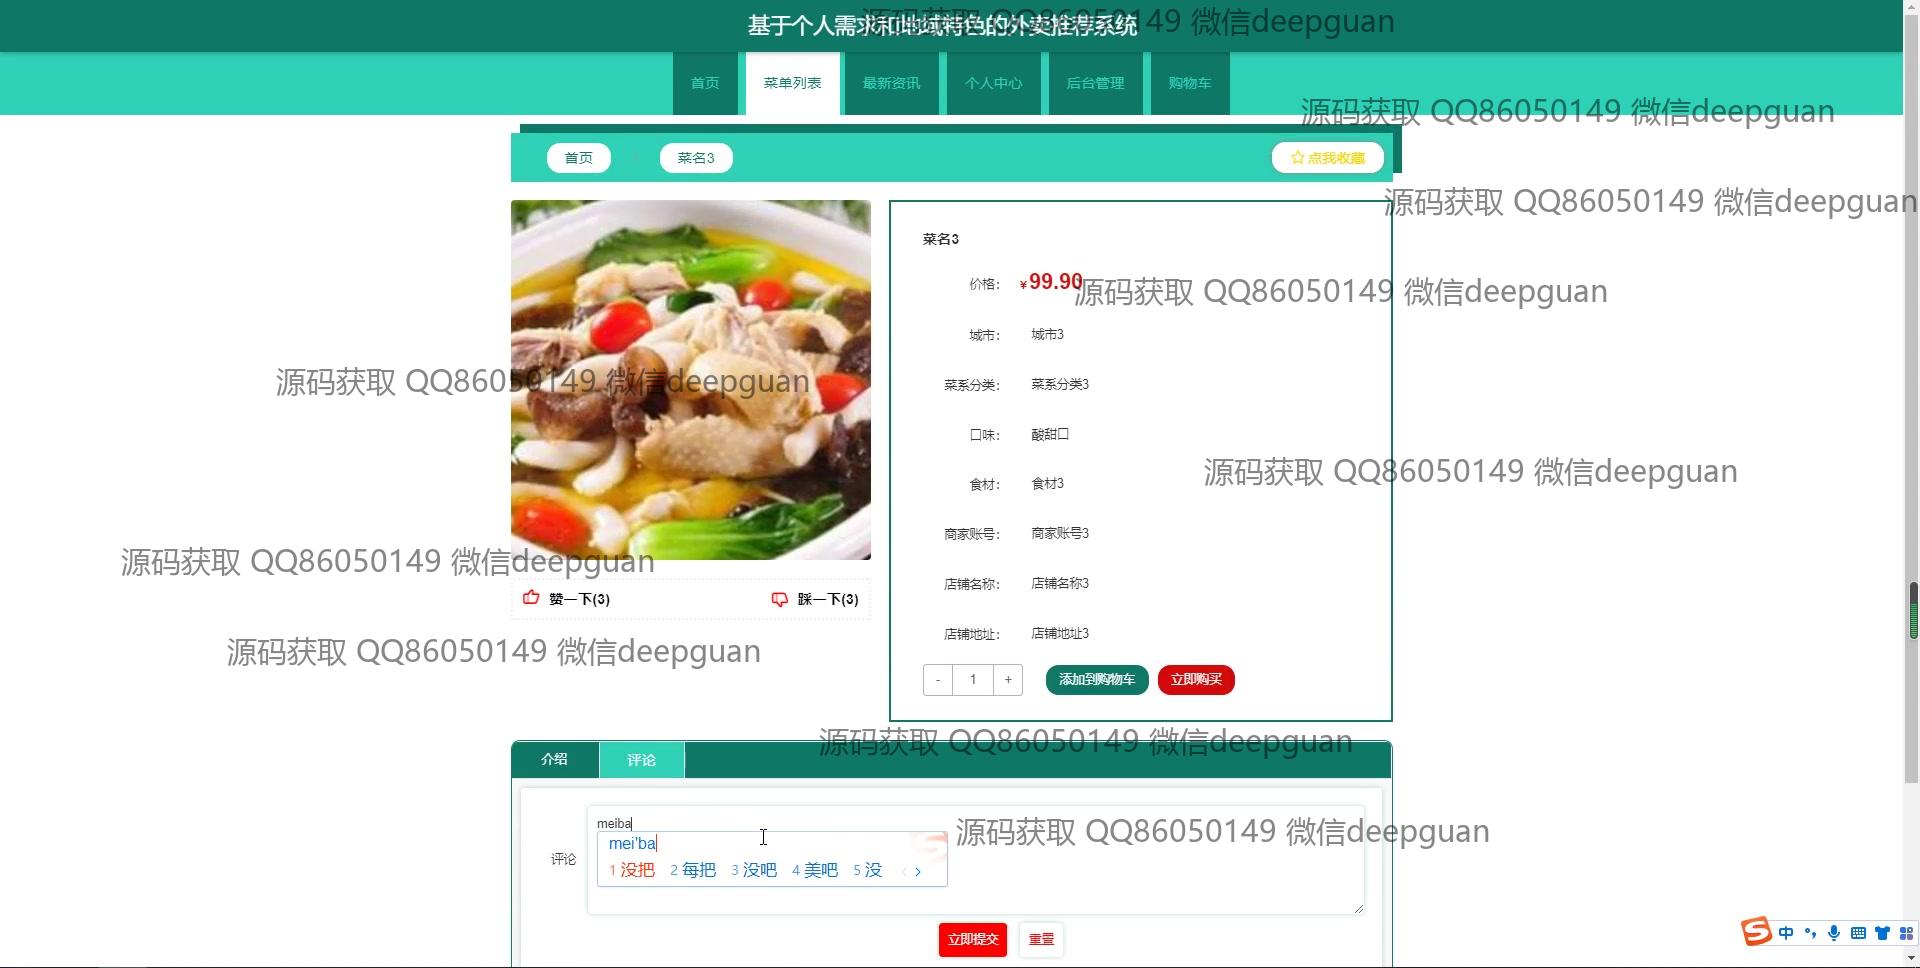 基于个人需求和地域特色的外卖推荐系统
源码获取 QQ86050149 微信deepguan
首页 菜单列表 最新资讯 个人中心 后台管理 购物车
源码获取 QQ86050149 微信deepguan
首页 菜名3 点我收藏
源码获取 QQ86050149 微信deepguan
菜名3
价格: ¥99.90
源码获取 QQ86050149 微信deepguan
城市: 城市3
菜系分类: 菜系分类3
源码获取 QQ86050149 微信deepguan
口味: 酸甜口
源码获取 QQ86050149 微信deepguan
食材: 食材3
商家账号: 商家账号3
源码获取 QQ86050149 微信deepguan
店铺名称: 店铺名称3
赞一下(3) 踩一下(3)
店铺地址: 店铺地址3
源码获取 QQ86050149 微信deepguan
- 1 + 添加到购物车 立即购买
源码获取 QQ86050149 微信deepguan
介绍 评论
meiba
源码获取 QQ86050149 微信deepguan
mei'ba
评论
1 没把 2 每把 3 没吧 4 美吧 5 没
立即提交 重置
中